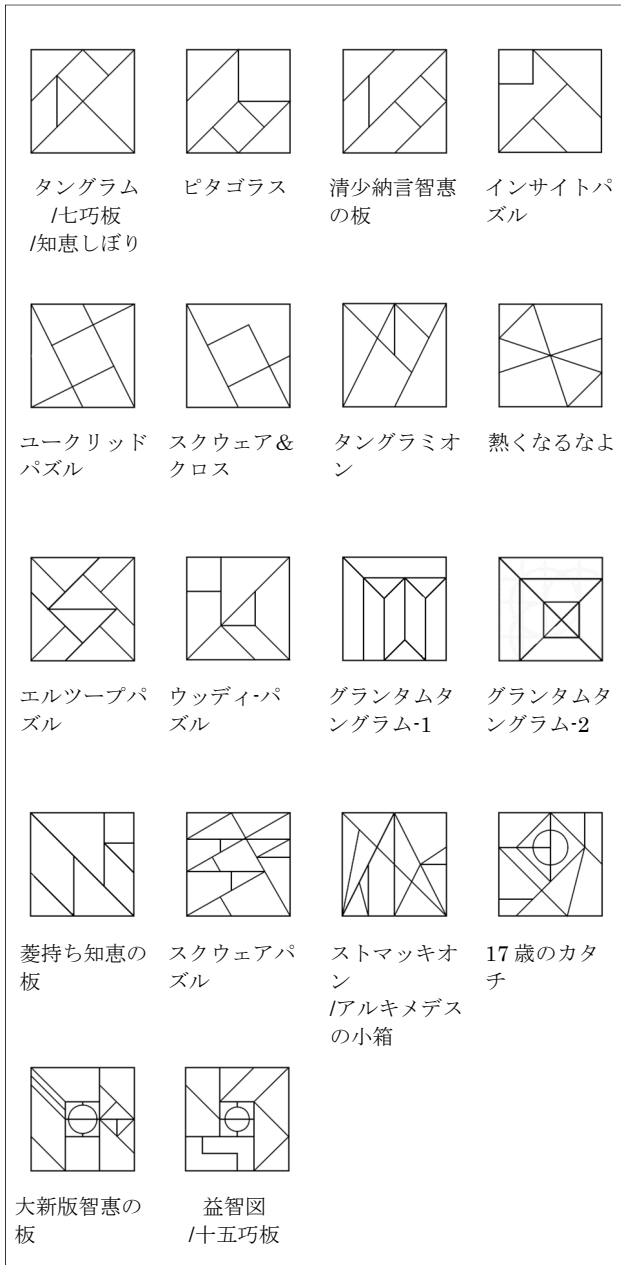 タングラム
/七巧板
/知恵しぼり
ピタゴラス
清少納言智恵
の板
インサイトパ
ズル
ユークリッド
パズル
スクウェア&
クロス
タングラミオ
ン
熱くなるなよ
エルツープパ
ズル
ウッディ-パ
ズル
グランタムタ
ングラム-1
グランタムタ
ングラム-2
菱持ち知恵の
板
スクウェアパ
ズル
ストマッキオ
ン
/アルキメデス
の小箱
17 歳のカタ
チ
大新版智恵の
板
益智図
/十五巧板